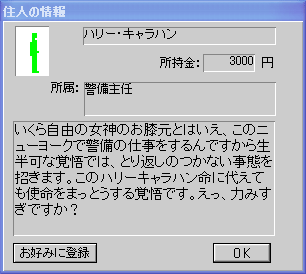 住人の情報
ハリー・キャラハン
所持金: 3000 円
所属: 警備主任
いくら自由の女神のお膝元とはいえ、このニ
ューヨークで警備の仕事をするんですから生
半可な覚悟では、とり返しのつかない事態を
招きます。このハリーキャラハン命に代えて
も使命をまっとうする覚悟です。えっ、力みす
ぎですか？
お好みに登録
OK